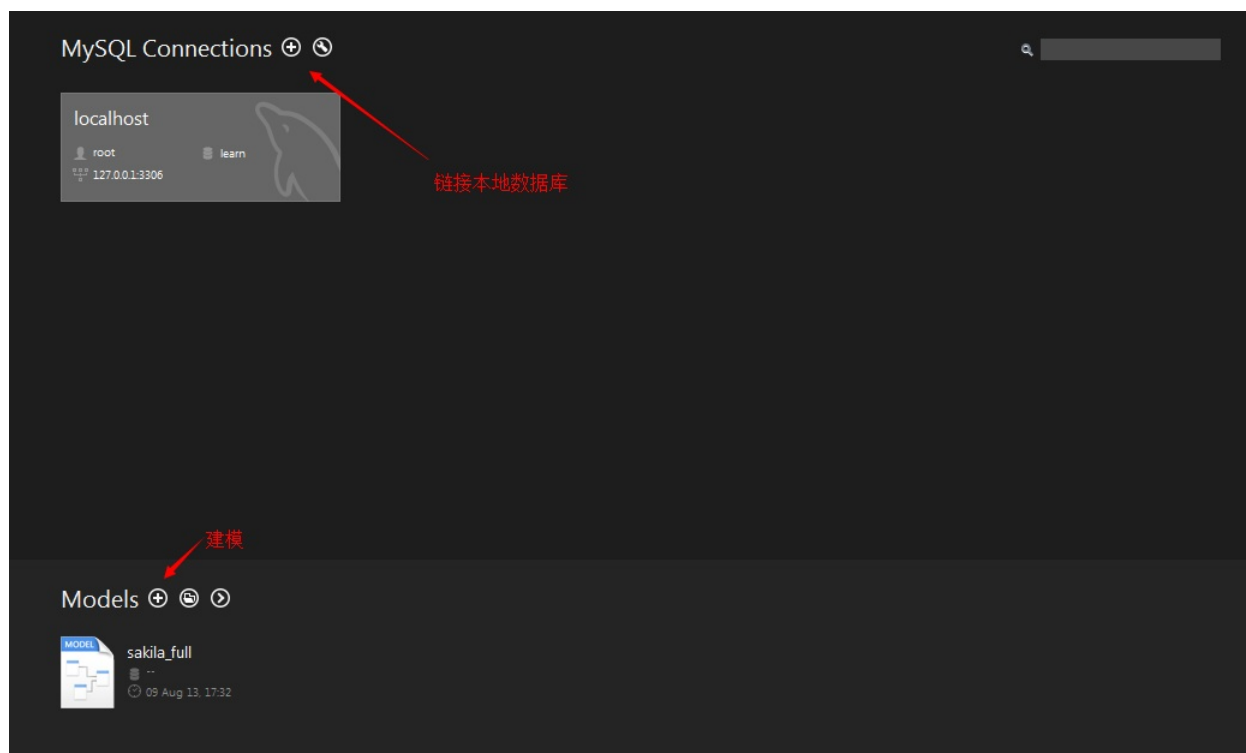 MySQL Connections
localhost
root
learn
127.0.0.1:3306
链接本地数据库
建模
Models
MODEL
sakila_full
--
09 Aug 13, 17:32